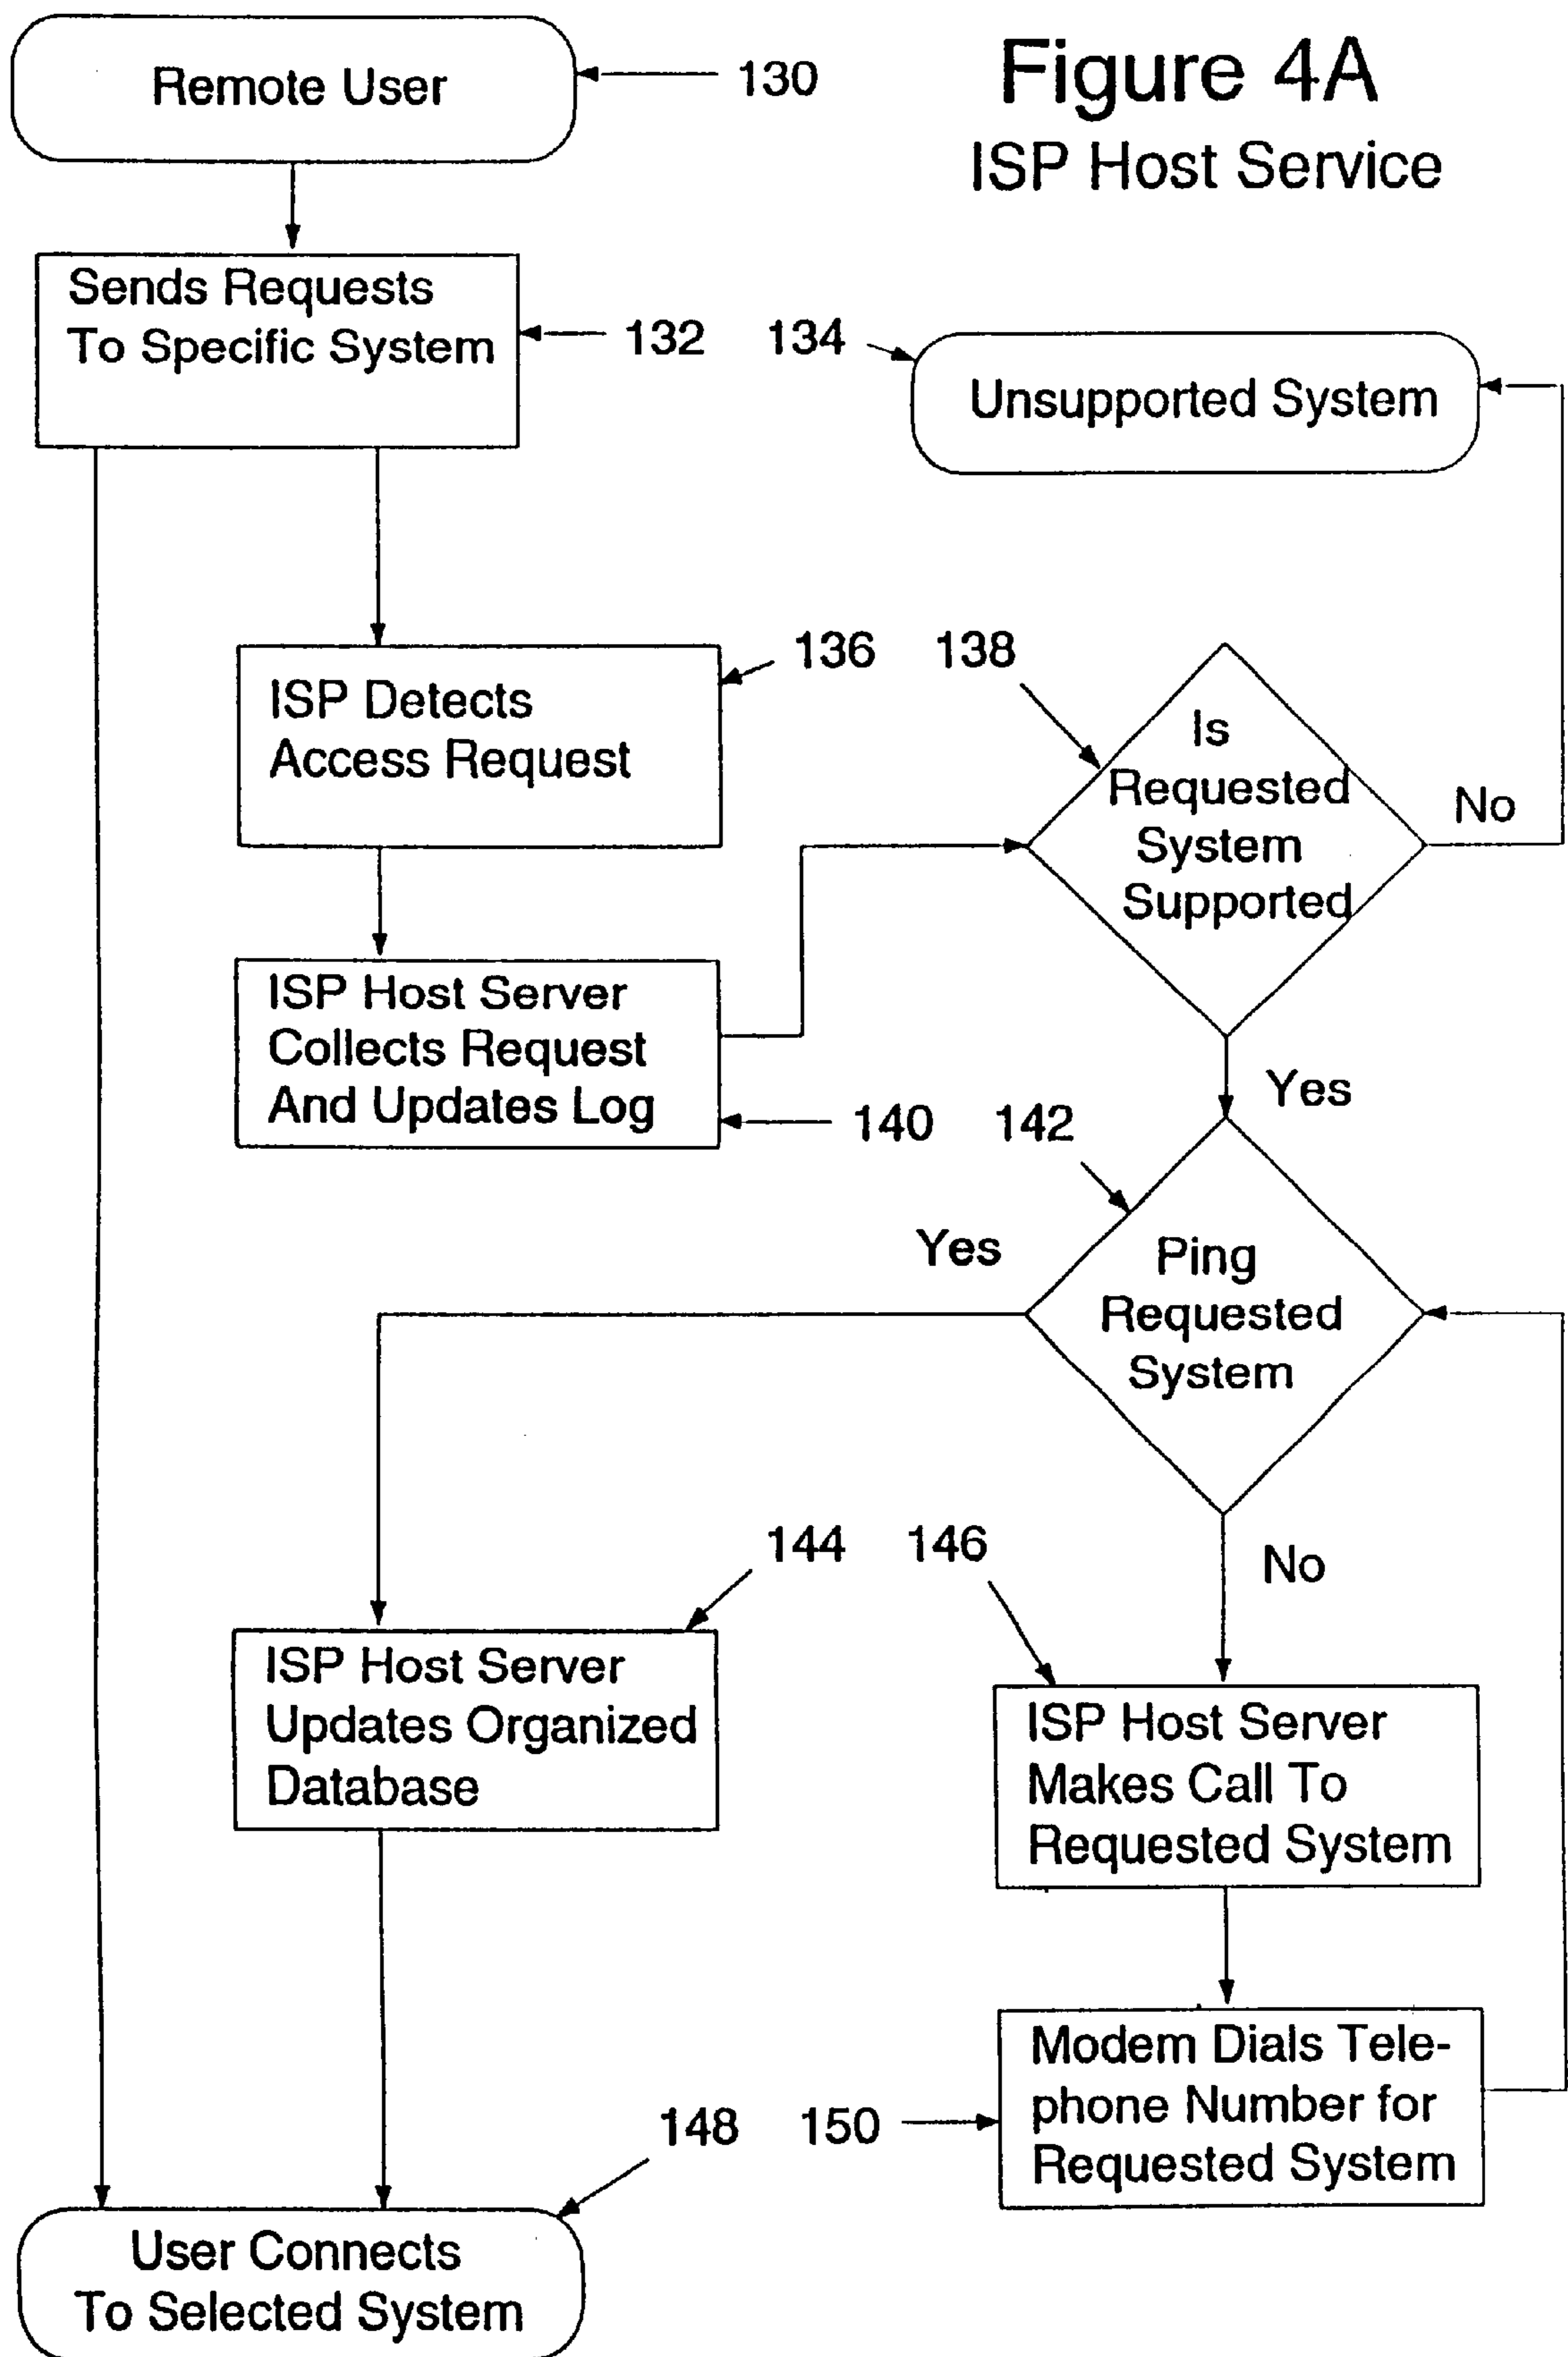 Figure 4A
ISP Host Service
Remote User
130
Sends Requests
To Specific System
132
134
Unsupported System
136
138
ISP Detects
Access Request
Is
Requested
System
Supported
No
ISP Host Server
Collects Request
And Updates Log
Yes
140
142
Yes
Ping
Requested
System
144
146
No
ISP Host Server
Updates Organized
Database
ISP Host Server
Makes Call To
Requested System
148
150
Modem Dials Tele-
phone Number for
Requested System
User Connects
To Selected System